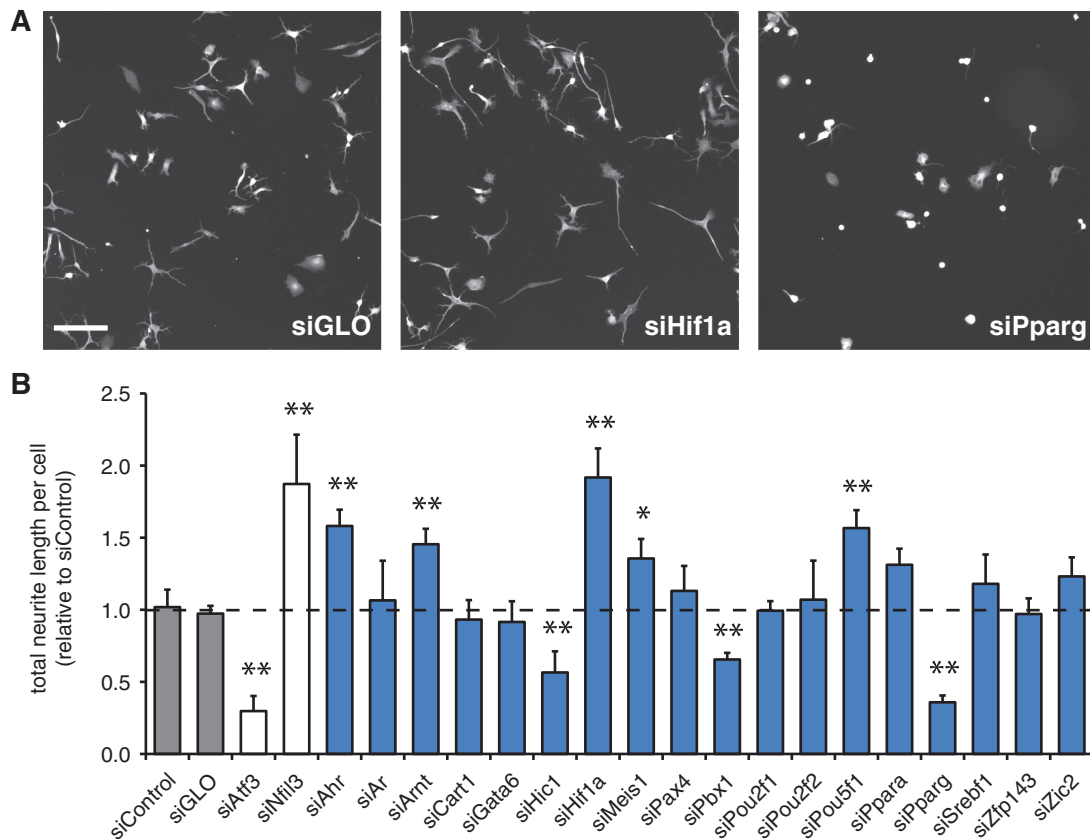 A
siGLO
siHif1a
siPparg
B
total neurite length per cell
(relative to siControl)
2.5
2.0
1.5
1.0
0.5
0.0
**
**
**
**
**
**
*
**
**
**
siControl
siGLO
siAtf3
siNfil3
siAhr
siAr
siArnt
siCart1
siGata6
siHic1
siHif1a
siMeis1
siPax4
siPbx1
siPou2f1
siPou2f2
siPou5f1
siPpara
siPparg
siSrebf1
siZfp143
siZic2